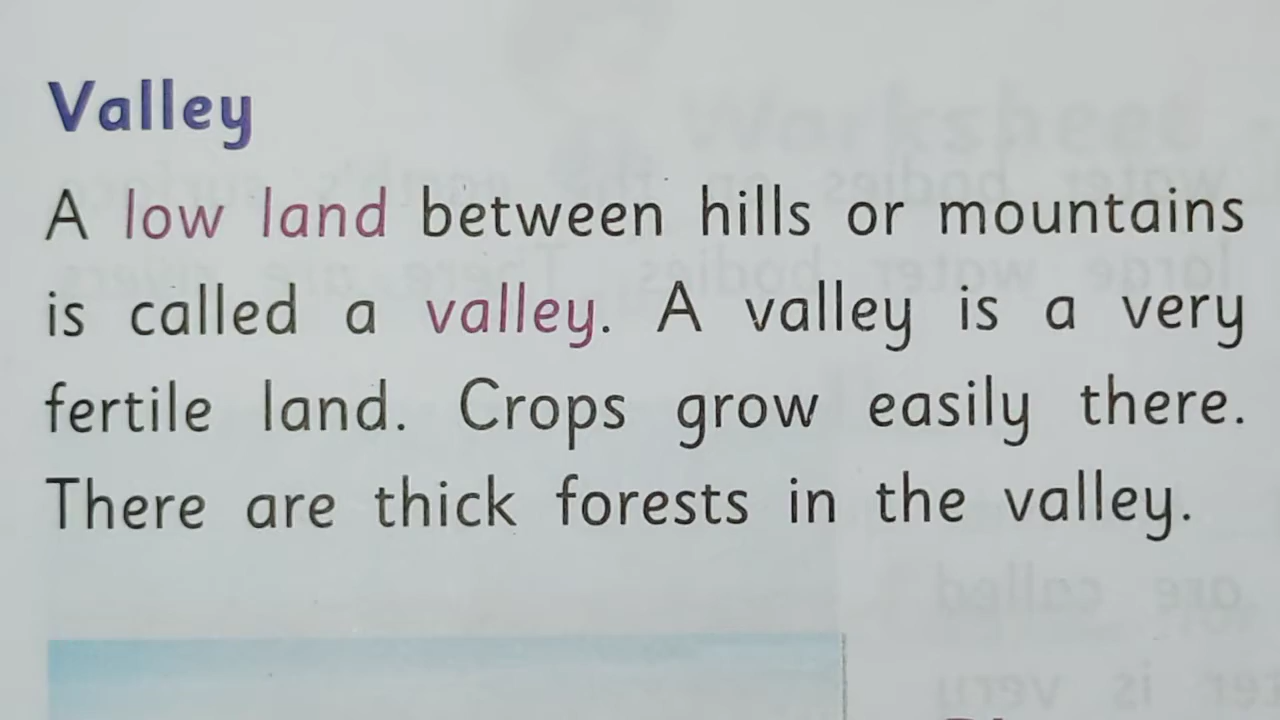 Valley
A low land between hills or mountains
is called a valley. A valley is a very
fertile land. Crops grow easily there.
There are thick forests in the valley.